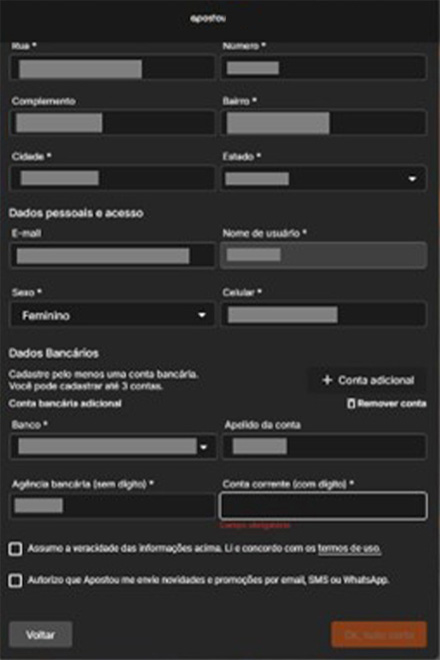 apostou
Rua * Número *
Complemento Bairro *
Cidade * Estado *
Dados pessoais e acesso
E-mail Nome de usuário *
Sexo * Celular *
Feminino
Dados Bancários
Cadastre pelo menos uma conta bancária.
Você pode cadastrar até 3 contas.
+ Conta adicional
Conta bancária adicional Remover conta
Banco * Apelido da conta
Agência bancária (sem dígito) * Conta corrente (com dígito) *
Campo obrigatório
Assumo a veracidade das informações acima. Li e concordo com os termos de uso.
Autorizo que Apostou me envie novidades e promoções por email, SMS ou WhatsApp.
Voltar